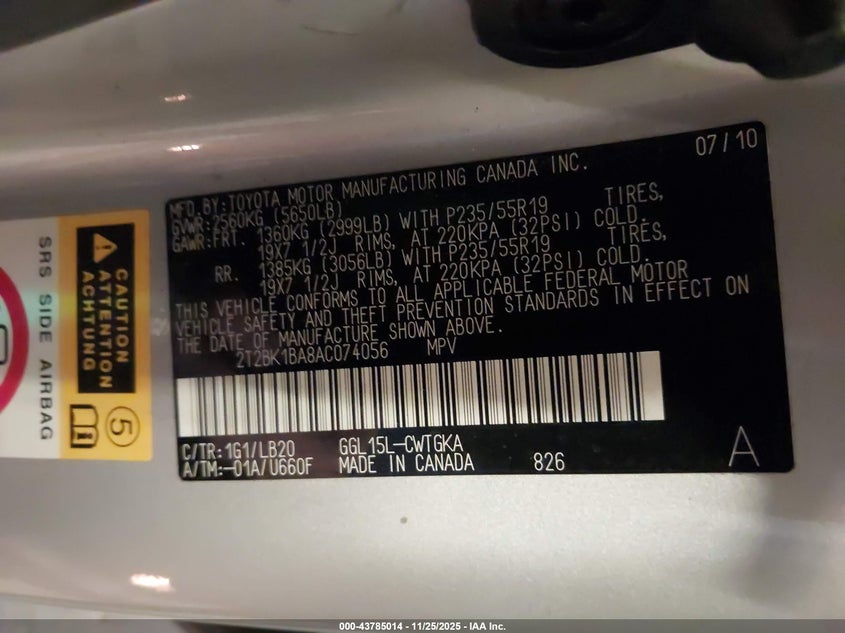 07/10
MFD. BY: TOYOTA MOTOR MANUFACTURING CANADA INC.
GVWR: 2560KG (5650LB)
GAWR: FRT. 1360KG (2999LB) WITH P235/55R19 TIRES,
19X7 1/2J RIMS, AT 220KPA (32PSI) COLD.
RR. 1385KG (3056LB) WITH P235/55R19 TIRES,
19X7 1/2J RIMS, AT 220KPA (32PSI) COLD.
THIS VEHICLE CONFORMS TO ALL APPLICABLE FEDERAL MOTOR
VEHICLE SAFETY AND THEFT PREVENTION STANDARDS IN EFFECT ON
THE DATE OF MANUFACTURE SHOWN ABOVE.
2T2BK1BA8AC074056 MPV
C/TR: 1G1/LB20 GGL15L-CWTGKA
A/TM: -01A/U660F MADE IN CANADA 826
A
CAUTION
ATTENTION
ACHTUNG
5
SRS SIDE AIRBAG
000-43785014 - 11/25/2025 - IAA Inc.